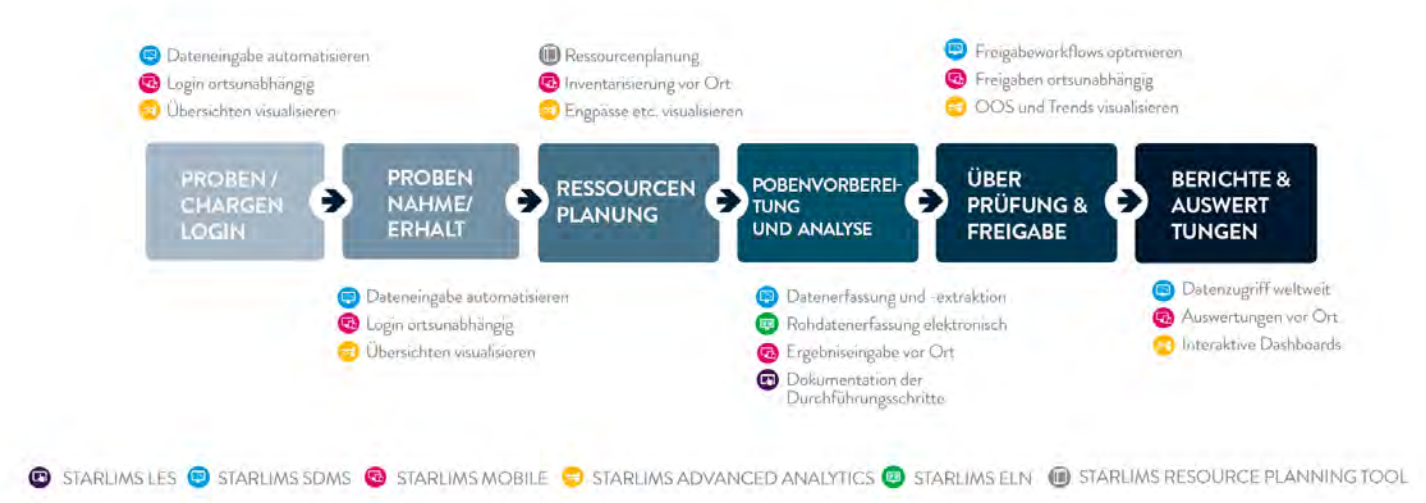 Dateneingabe automatisieren
Login ortsunabhängig
Übersichten visualisieren
Ressourcenplanung
Inventarisierung vor Ort
Engpässe etc. visualisieren
Freigabeworkflows optimieren
Freigaben ortsunabhängig
OOS und Trends visualisieren
PROBEN /
CHARGEN
LOGIN
PROBEN
NAHME/
ERHALT
RESSOURCEN
PLANUNG
POBENVORBEREI-
TUNG
UND ANALYSE
ÜBER
PRÜFUNG &
FREIGABE
BERICHTE &
AUSWERT
TUNGEN
Dateneingabe automatisieren
Login ortsunabhängig
Übersichten visualisieren
Datenerfassung und -extraktion
Rohdatenerfassung elektronisch
Ergebniseingabe vor Ort
Dokumentation der
Durchführungsschritte
Datenzugriff weltweit
Auswertungen vor Ort
Interaktive Dashboards
STARLIMS LES STARLIMS SDMS STARLIMS MOBILE STARLIMS ADVANCED ANALYTICS STARLIMS ELN STARLIMS RESOURCE PLANNING TOOL